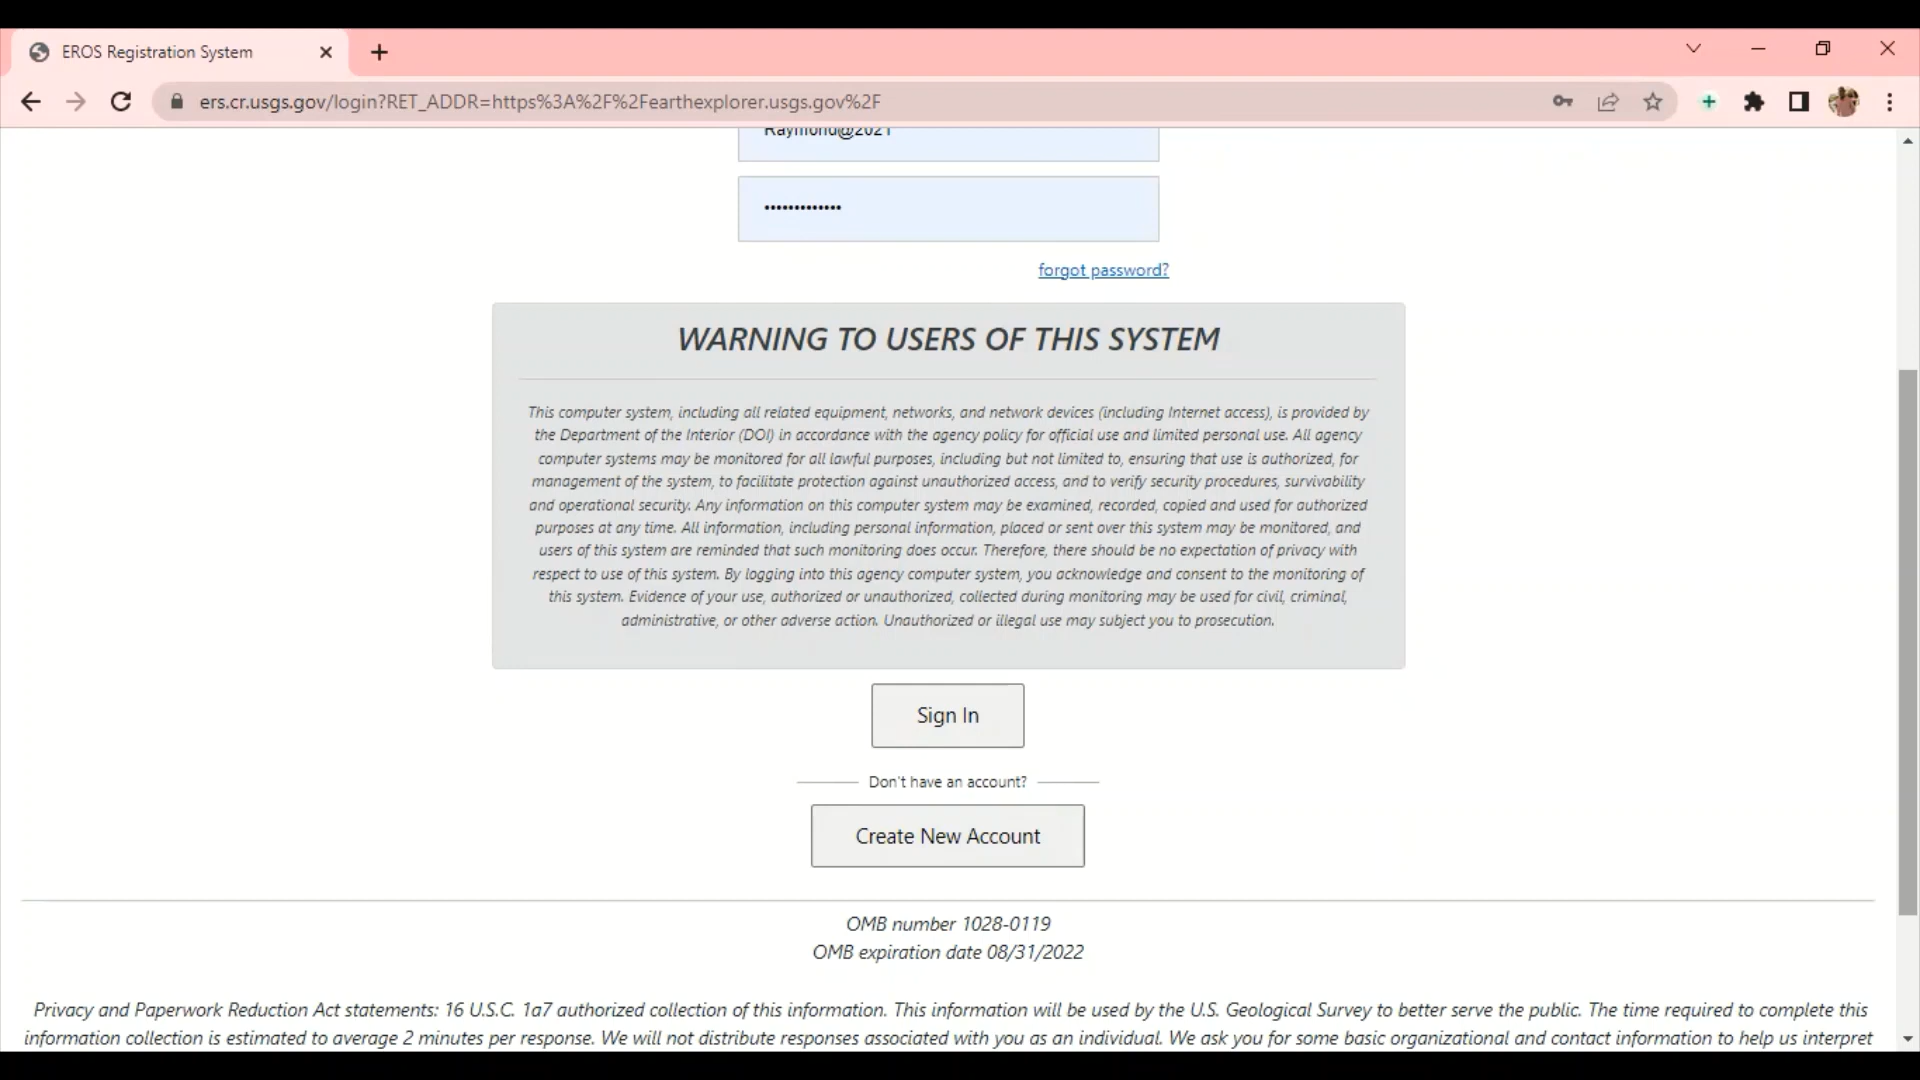 EROS Registration System
ers.cr.usgs.gov/login?RET_ADDR=https%3A%2F%2Fearthexplorer.usgs.gov%2F
Raymond@2021
•••••••••••••
forgot password?
WARNING TO USERS OF THIS SYSTEM
This computer system, including all related equipment, networks, and network devices (including Internet access), is provided by
the Department of the Interior (DOI) in accordance with the agency policy for official use and limited personal use. All agency
computer systems may be monitored for all lawful purposes, including but not limited to, ensuring that use is authorized, for
management of the system, to facilitate protection against unauthorized access, and to verify security procedures, survivability
and operational security. Any information on this computer system may be examined, recorded, copied and used for authorized
purposes at any time. All information, including personal information, placed or sent over this system may be monitored, and
users of this system are reminded that such monitoring does occur. Therefore, there should be no expectation of privacy with
respect to use of this system. By logging into this agency computer system, you acknowledge and consent to the monitoring of
this system. Evidence of your use, authorized or unauthorized, collected during monitoring may be used for civil, criminal,
administrative, or other adverse action. Unauthorized or illegal use may subject you to prosecution.
Sign In
Don't have an account?
Create New Account
OMB number 1028-0119
OMB expiration date 08/31/2022
Privacy and Paperwork Reduction Act statements: 16 U.S.C. 1a7 authorized collection of this information. This information will be used by the U.S. Geological Survey to better serve the public. The time required to complete this
information collection is estimated to average 2 minutes per response. We will not distribute responses associated with you as an individual. We ask you for some basic organizational and contact information to help us interpret